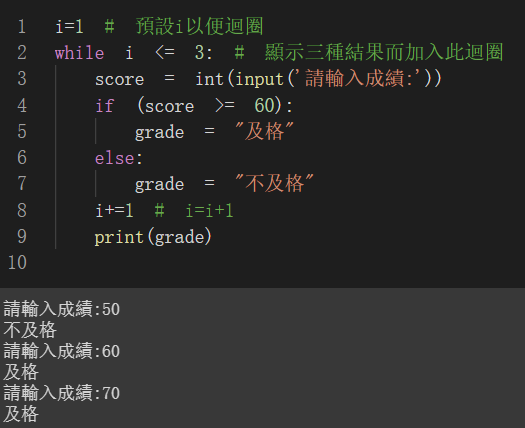 1 i=1 # 預設i以便迴圈
2 while i <= 3: # 顯示三種結果而加入此迴圈
3 score = int(input('請輸入成績:'))
4 if (score >= 60):
5 grade = "及格"
6 else:
7 grade = "不及格"
8 i+=1 # i=i+1
9 print(grade)
10
請輸入成績:50
不及格
請輸入成績:60
及格
請輸入成績:70
及格